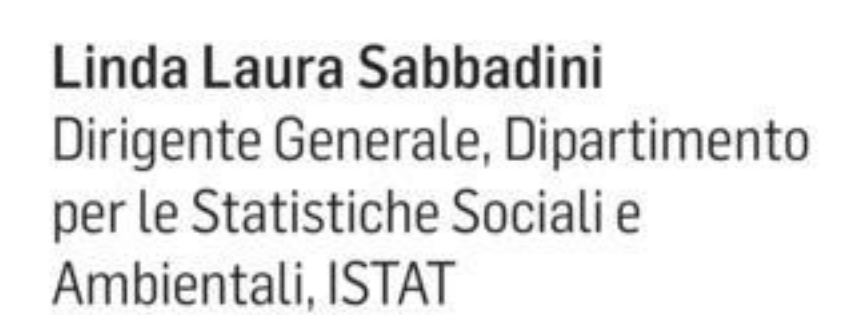 Linda Laura Sabbadini
Dirigente Generale, Dipartimento
per le Statistiche Sociali e
Ambientali, ISTAT